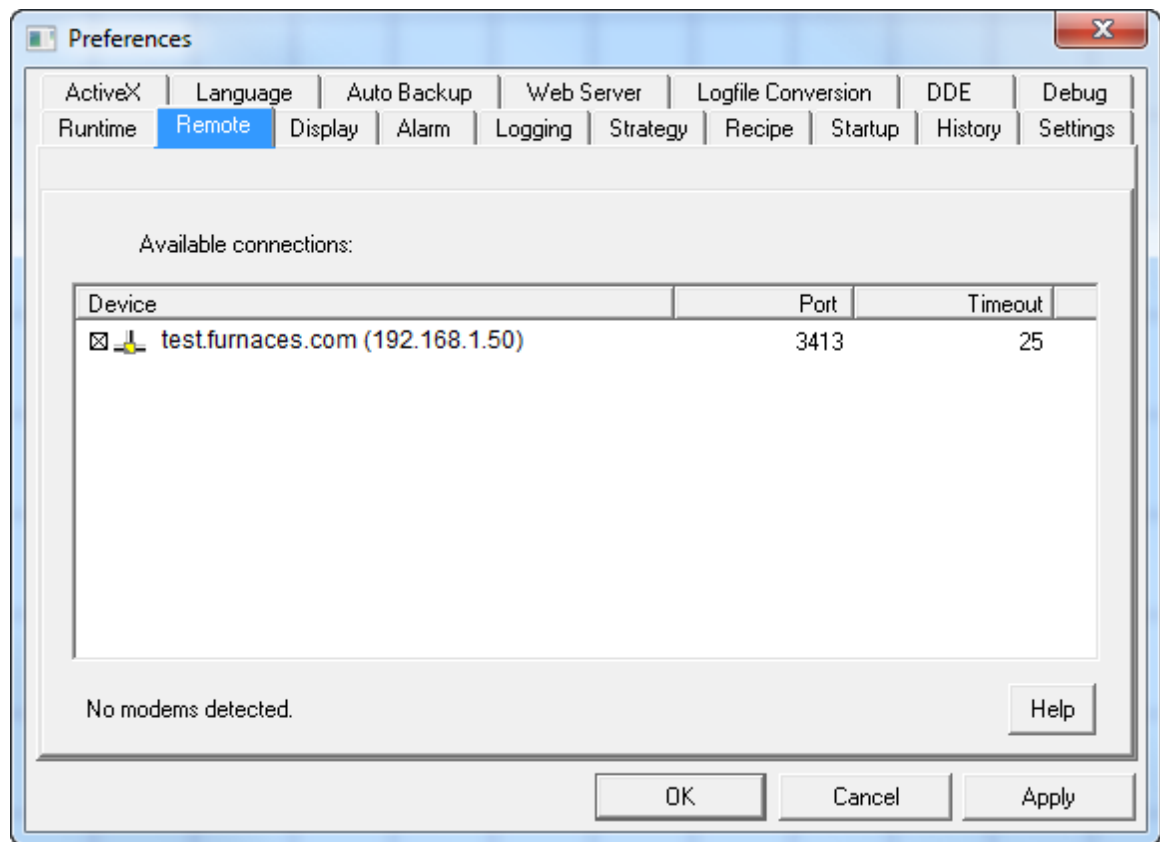 Preferences
ActiveX Language Auto Backup Web Server Logfile Conversion DDE Debug
Runtime Remote Display Alarm Logging Strategy Recipe Startup History Settings
Available connections:
Device Port Timeout
test.furnaces.com (192.168.1.50) 3413 25
No modems detected. Help
OK Cancel Apply